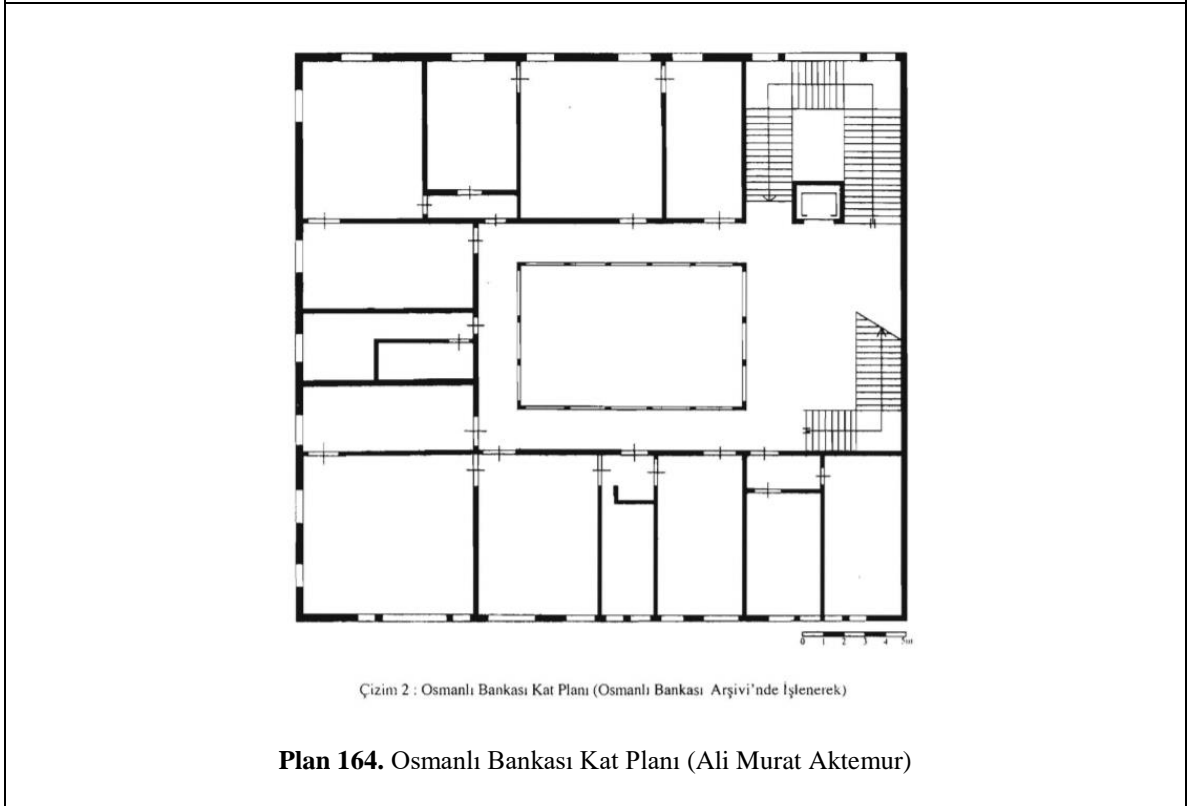 0 1 2 3 4 5m
Çizim 2 : Osmanlı Bankası Kat Planı (Osmanlı Bankası Arşivi'nde İşlenerek)
Plan 164. Osmanlı Bankası Kat Planı (Ali Murat Aktemur)